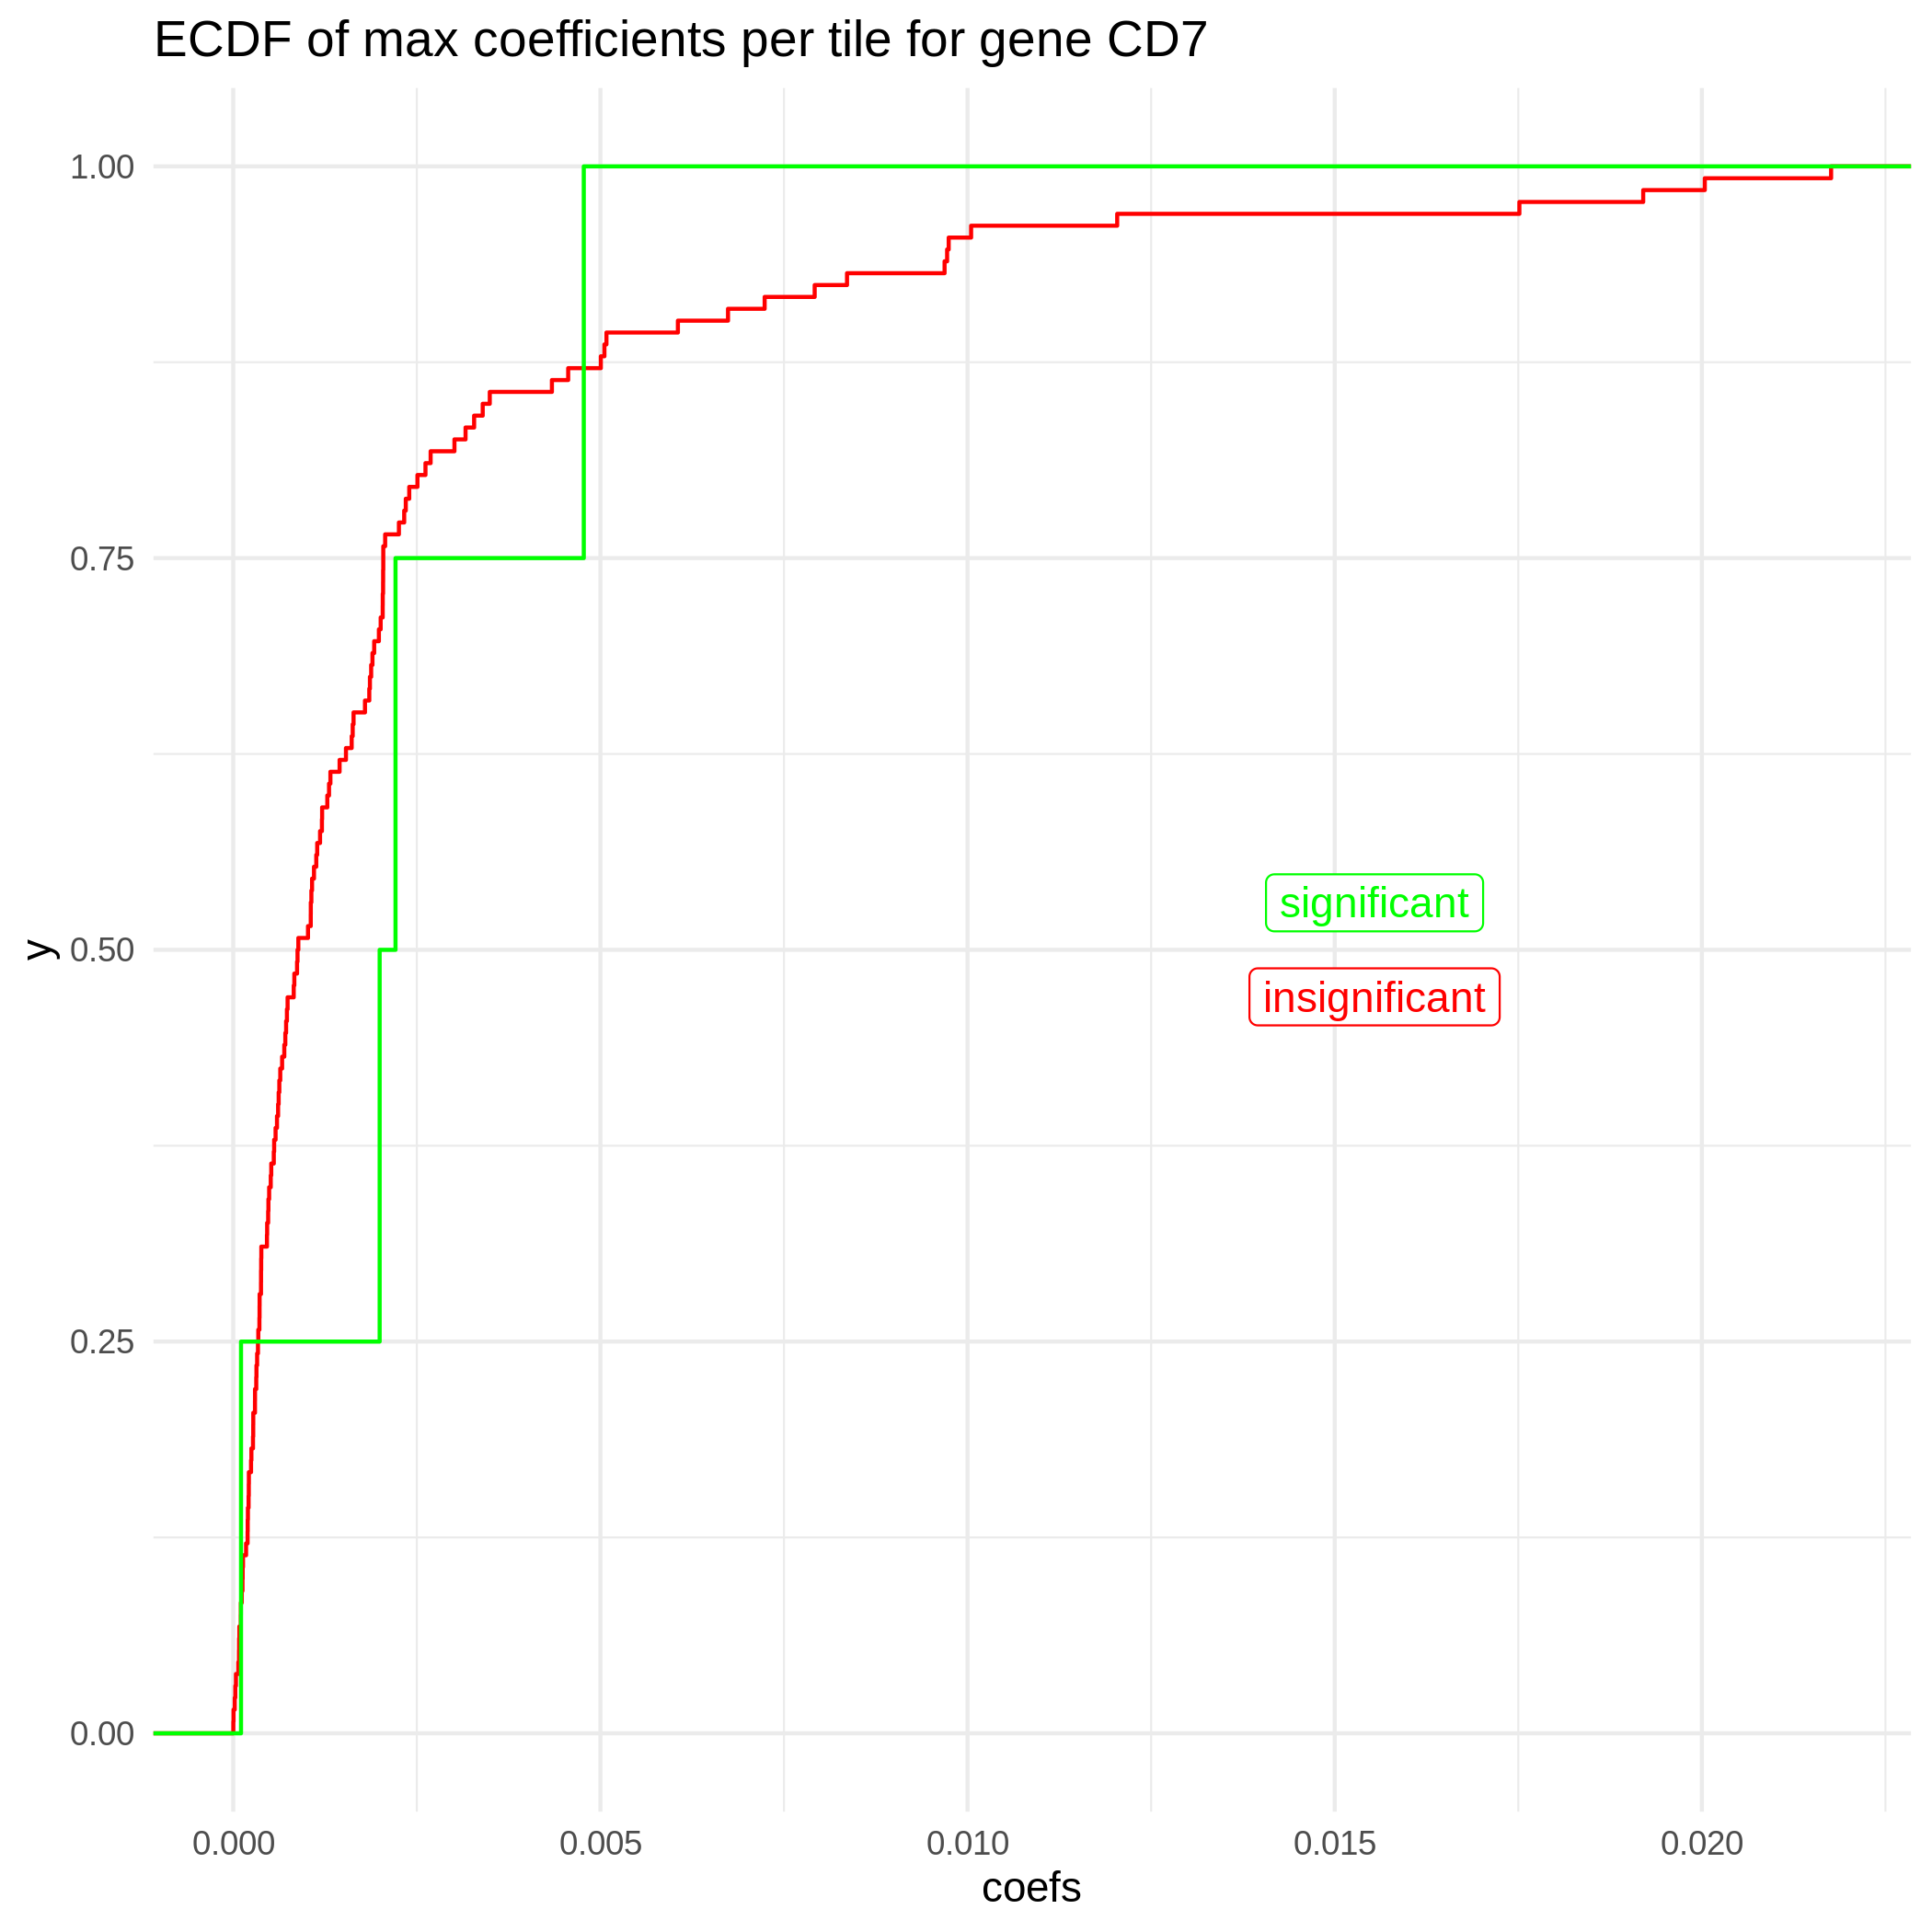 ECDF of max coefficients per tile for gene CD7
1.00
0.75
0.50
0.25
0.00
y
significant
insignificant
0.000 0.005 0.010 0.015 0.020
coefs